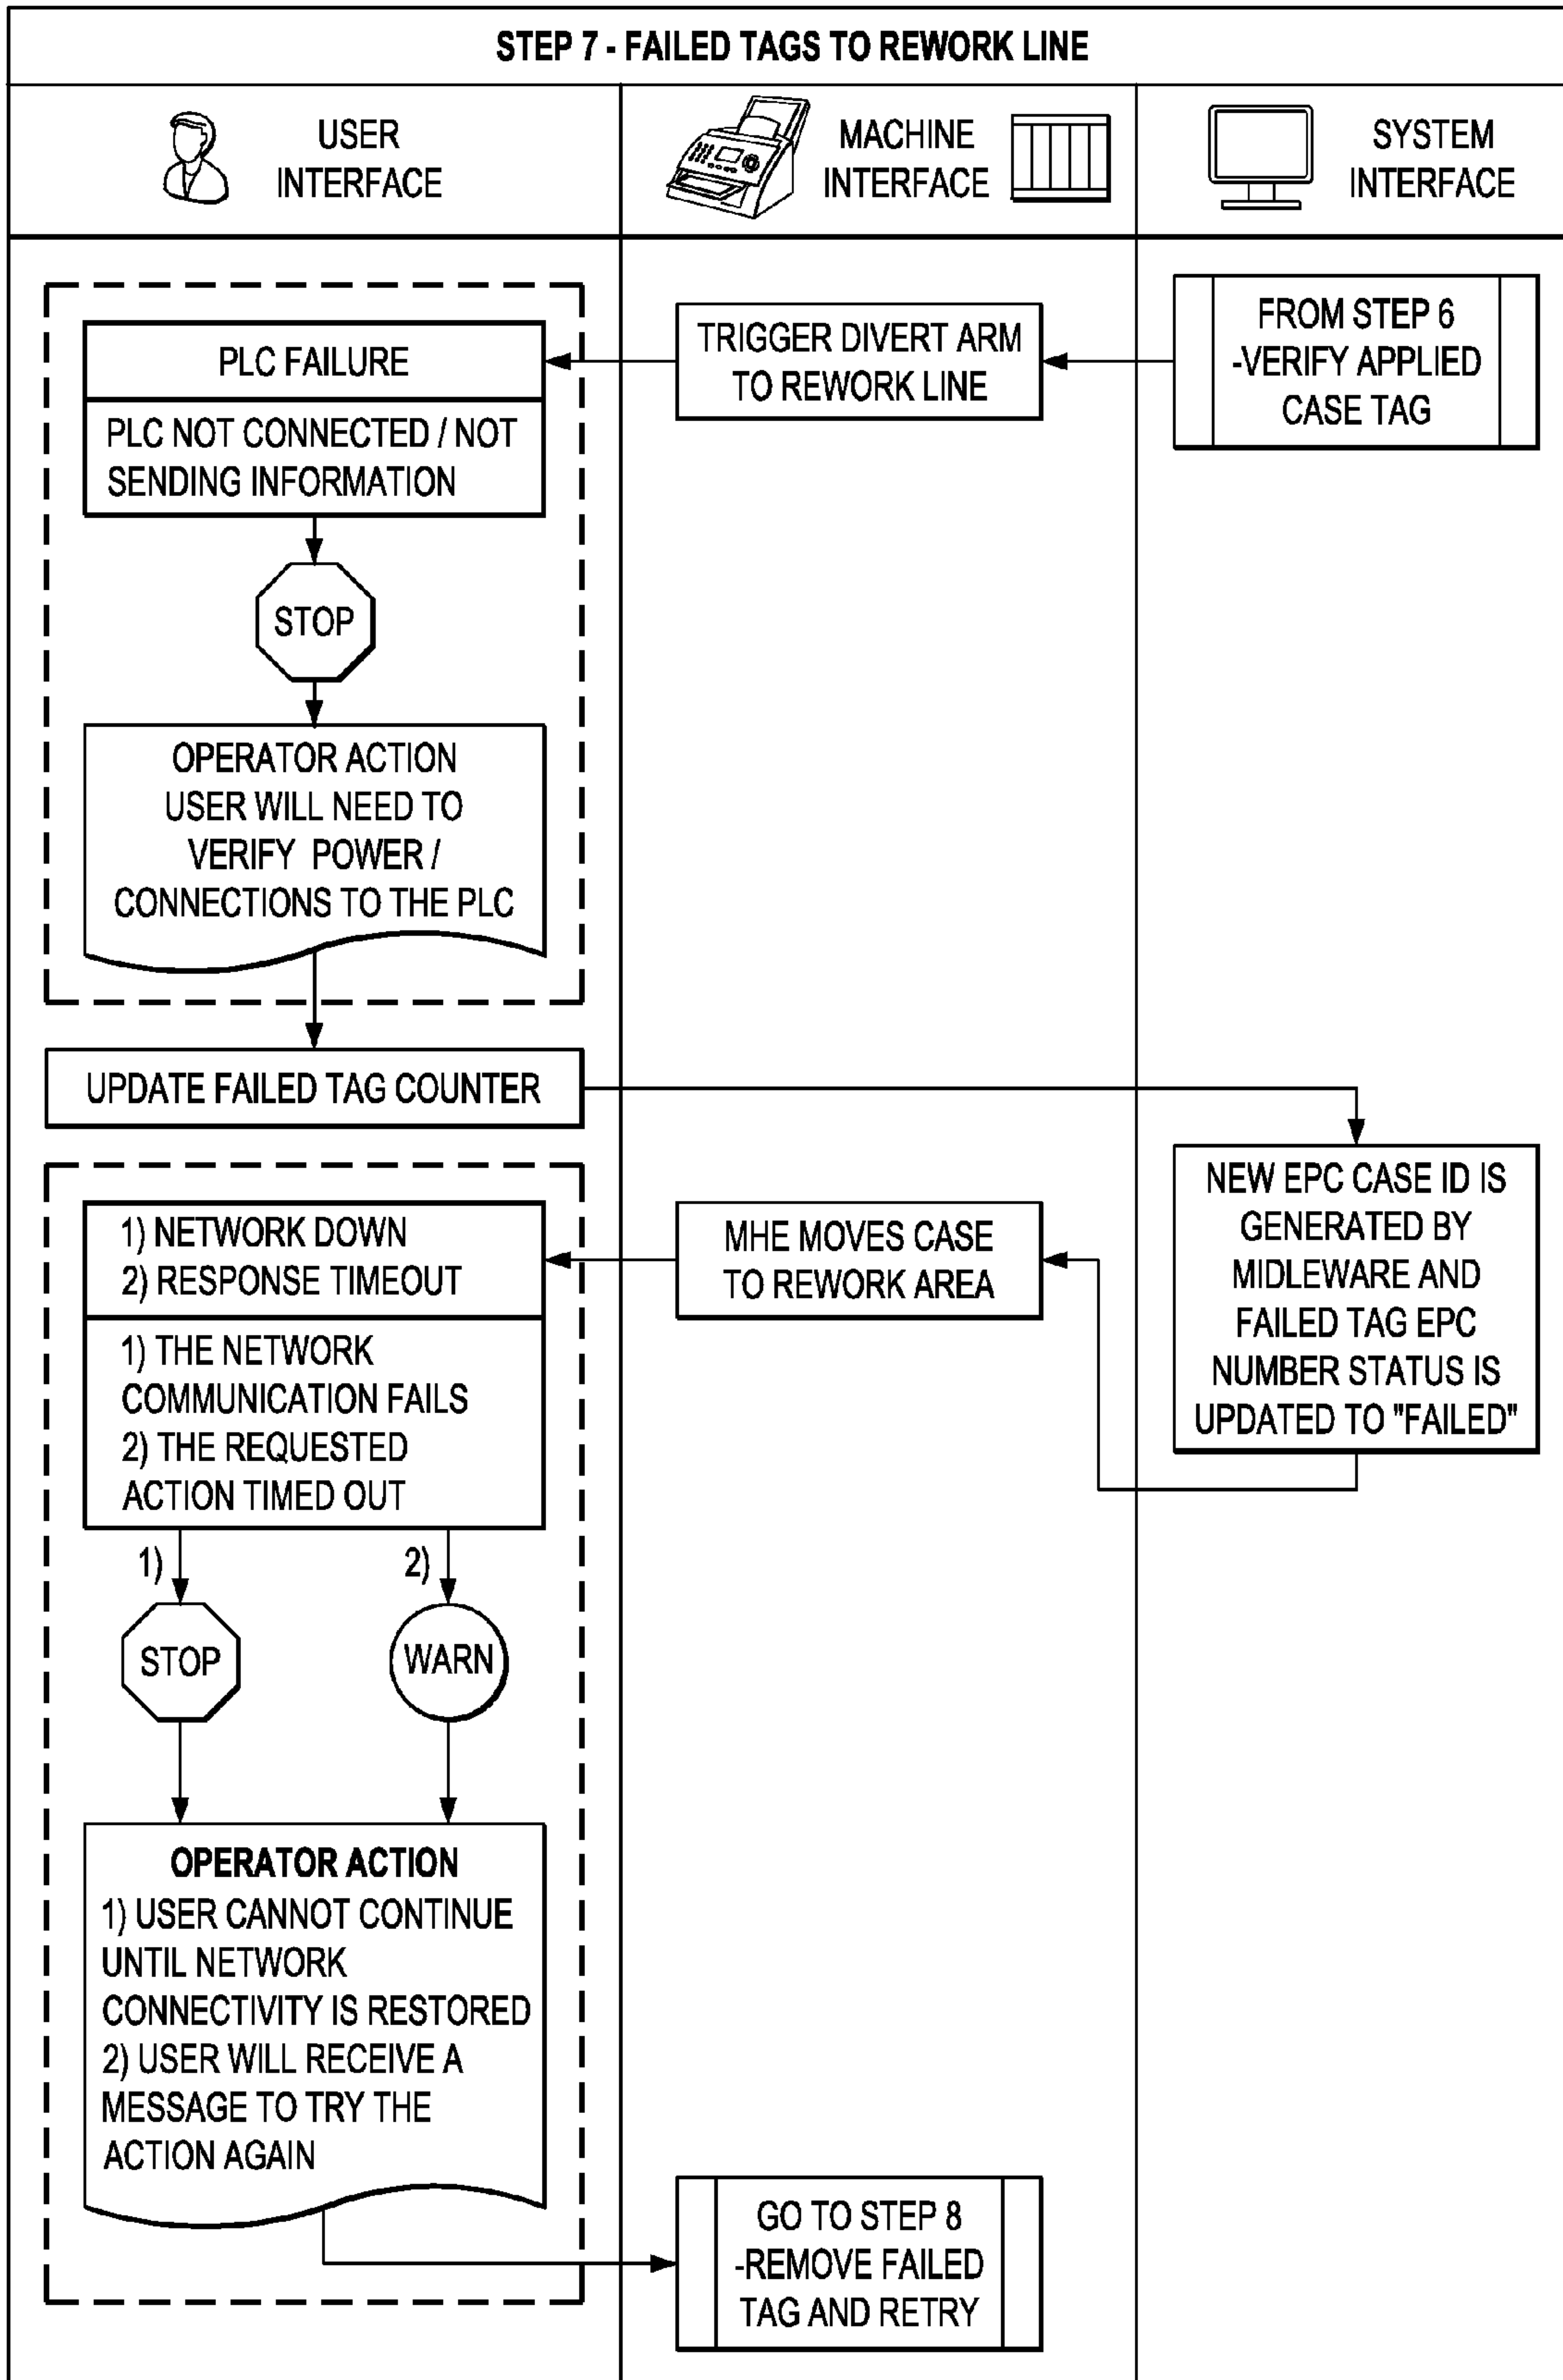 STEP 7 - FAILED TAGS TO REWORK LINE
USER
INTERFACE
MACHINE
INTERFACE
SYSTEM
INTERFACE
FROM STEP 6
-VERIFY APPLIED
CASE TAG
TRIGGER DIVERT ARM
TO REWORK LINE
PLC FAILURE
PLC NOT CONNECTED / NOT
SENDING INFORMATION
STOP
OPERATOR ACTION
USER WILL NEED TO
VERIFY POWER /
CONNECTIONS TO THE PLC
UPDATE FAILED TAG COUNTER
NEW EPC CASE ID IS
GENERATED BY
MIDLEWARE AND
FAILED TAG EPC
NUMBER STATUS IS
UPDATED TO "FAILED"
MHE MOVES CASE
TO REWORK AREA
1) NETWORK DOWN
2) RESPONSE TIMEOUT
1) THE NETWORK
COMMUNICATION FAILS
2) THE REQUESTED
ACTION TIMED OUT
1)
2)
STOP
WARN
OPERATOR ACTION
1) USER CANNOT CONTINUE
UNTIL NETWORK
CONNECTIVITY IS RESTORED
2) USER WILL RECEIVE A
MESSAGE TO TRY THE
ACTION AGAIN
GO TO STEP 8
-REMOVE FAILED
TAG AND RETRY